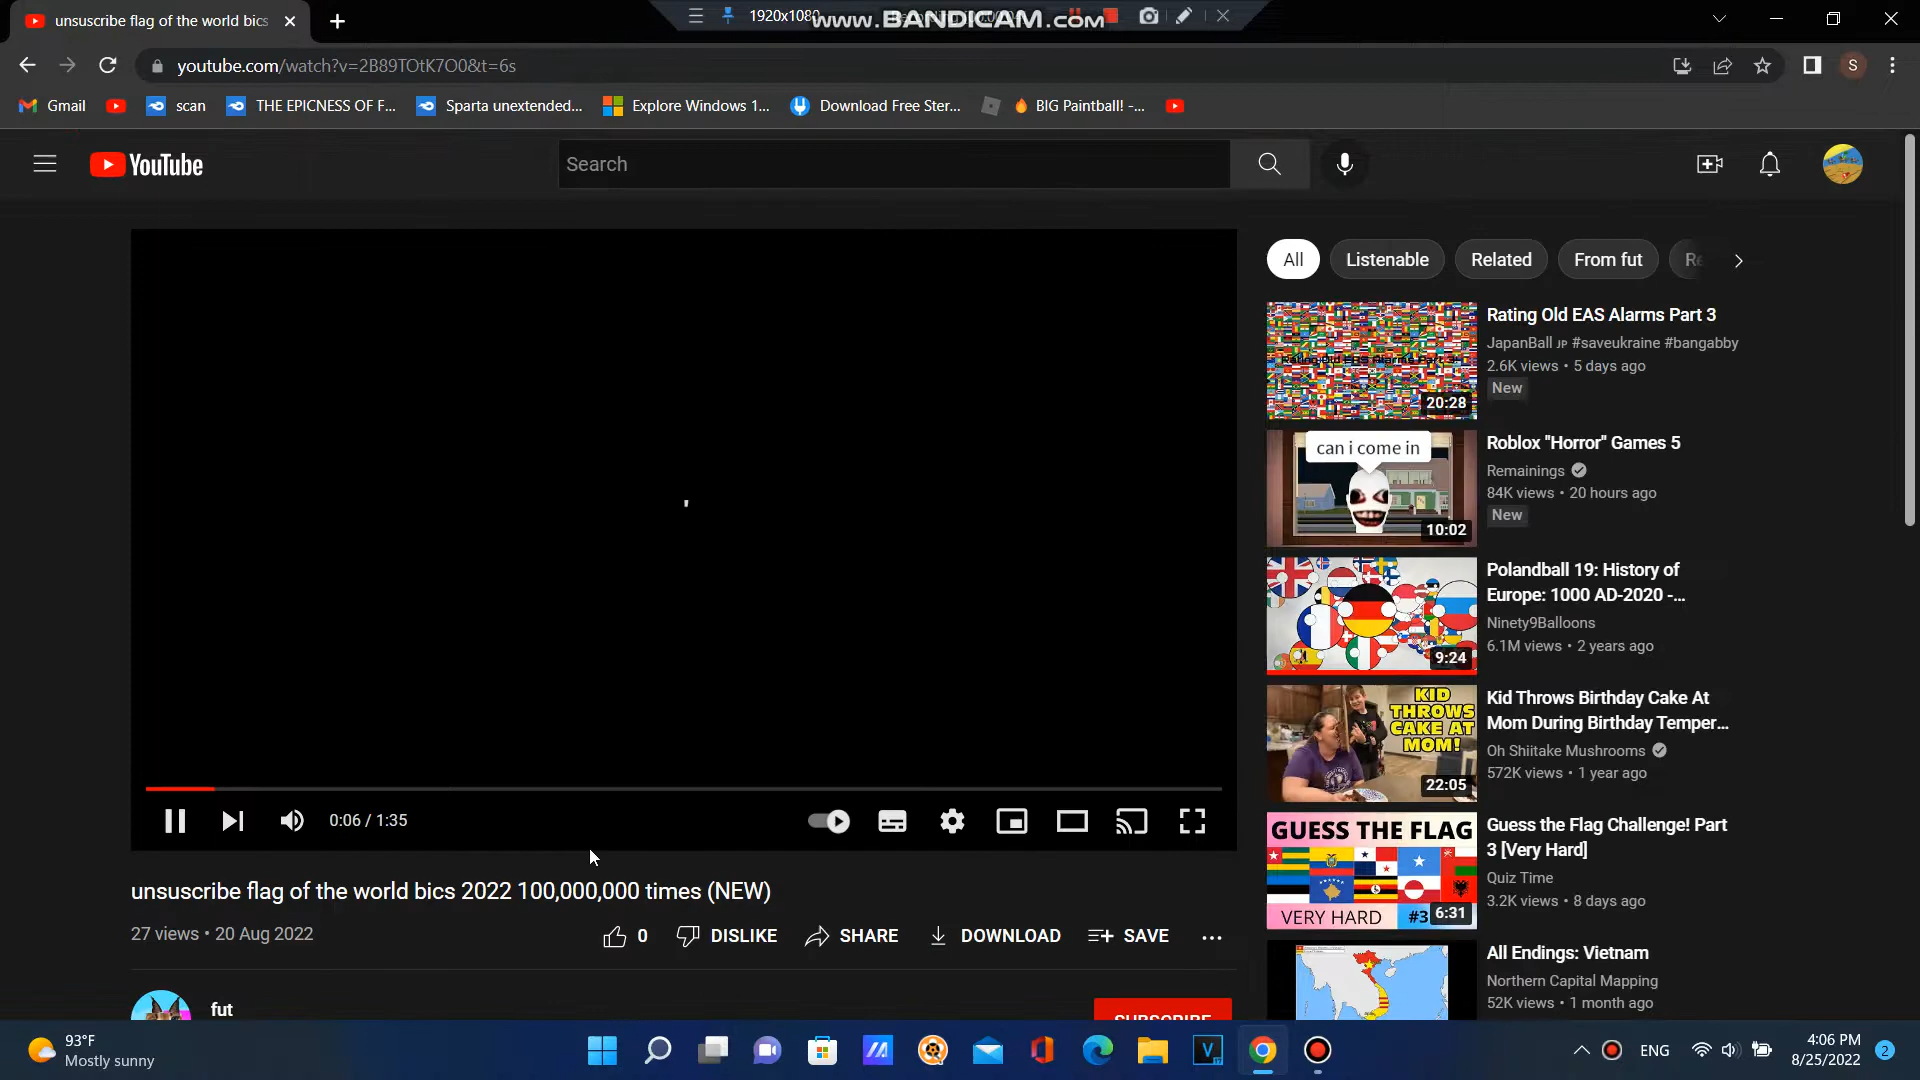 unsuscribe flag of the world bics
1920x1080
www.BANDICAM.com
youtube.com/watch?v=2B89TOtK7O0&t=6s
S
Gmail
scan
THE EPICNESS OF F...
Sparta unextended...
Explore Windows 1...
Download Free Ster...
BIG Paintball! -...
YouTube
Search
All
Listenable
Related
From fut
Re
Rating Old EAS Alarms Part 3
20:28
Rating Old EAS Alarms Part 3
JapanBall JP #saveukraine #bangabby
2.6K views • 5 days ago
New
can i come in
10:02
Roblox "Horror" Games 5
Remainings
84K views • 20 hours ago
New
9:24
Polandball 19: History of
Europe: 1000 AD-2020 -...
Ninety9Balloons
6.1M views • 2 years ago
KID
THROWS
CAKE AT
MOM!
22:05
Kid Throws Birthday Cake At
Mom During Birthday Temper...
Oh Shiitake Mushrooms
572K views • 1 year ago
GUESS THE FLAG
VERY HARD
#3
6:31
Guess the Flag Challenge! Part
3 [Very Hard]
Quiz Time
3.2K views • 8 days ago
All Endings: Vietnam
Northern Capital Mapping
52K views • 1 month ago
'
0:06 / 1:35
unsuscribe flag of the world bics 2022 100,000,000 times (NEW)
27 views • 20 Aug 2022
0
DISLIKE
SHARE
DOWNLOAD
SAVE
fut
SUBSCRIBE
93°F
Mostly sunny
ENG
4:06 PM
8/25/2022
2